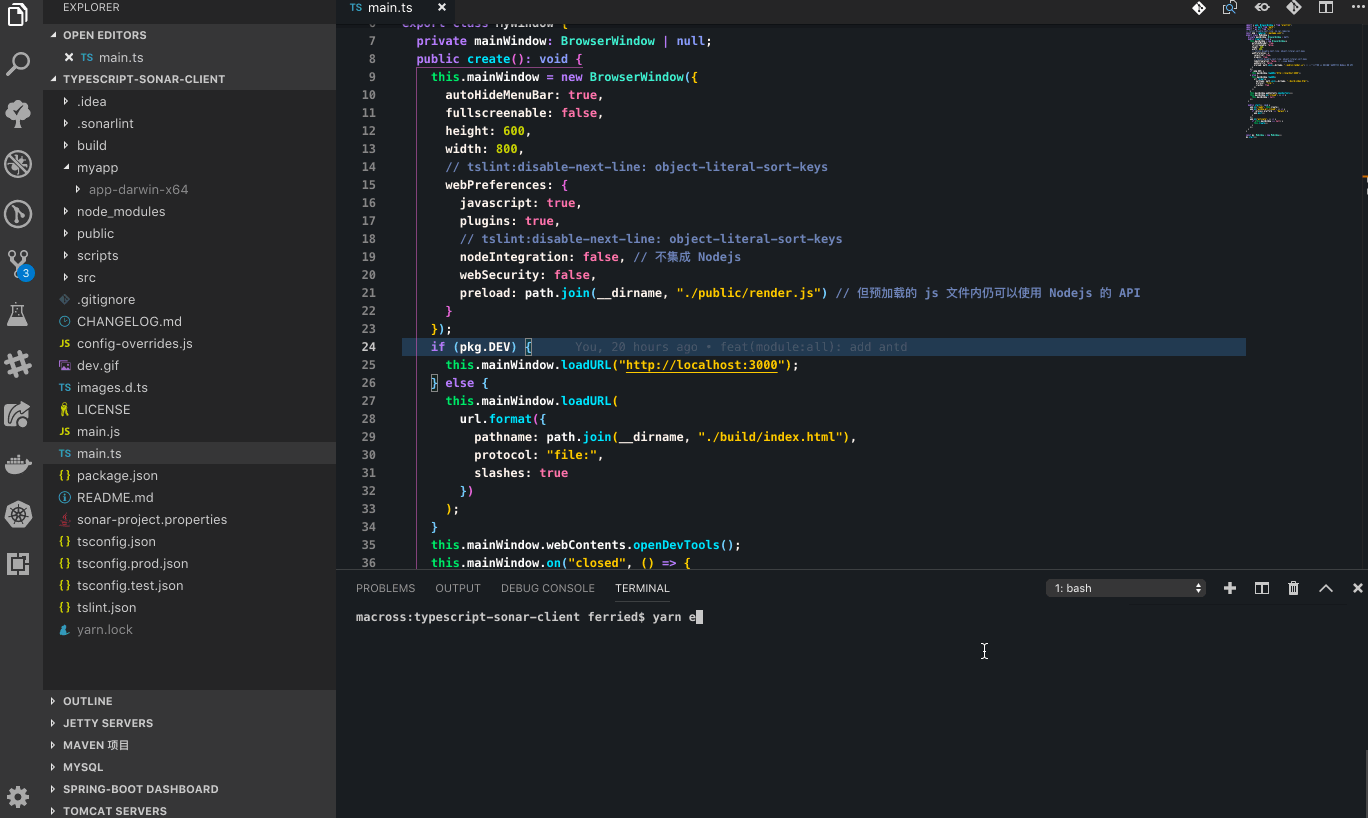 EXPLORER
OPEN EDITORS
TS main.ts
TYPESCRIPT-SONAR-CLIENT
.idea
.sonarlint
build
myapp
app-darwin-x64
node_modules
public
scripts
src
.gitignore
CHANGELOG.md
JS config-overrides.js
dev.gif
TS images.d.ts
LICENSE
JS main.js
TS main.ts
{} package.json
README.md
sonar-project.properties
{} tsconfig.json
{} tsconfig.prod.json
{} tsconfig.test.json
{} tslint.json
yarn.lock
OUTLINE
JETTY SERVERS
MAVEN 项目
MYSQL
SPRING-BOOT DASHBOARD
TOMCAT SERVERS
3
TS main.ts
6 export class MyWindow {
7 private mainWindow: BrowserWindow | null;
8 public create(): void {
9 this.mainWindow = new BrowserWindow({
10 autoHideMenuBar: true,
11 fullscreenable: false,
12 height: 600,
13 width: 800,
14 // tslint:disable-next-line: object-literal-sort-keys
15 webPreferences: {
16 javascript: true,
17 plugins: true,
18 // tslint:disable-next-line: object-literal-sort-keys
19 nodeIntegration: false, // 不集成 Nodejs
20 webSecurity: false,
21 preload: path.join(__dirname, "./public/render.js") // 但预加载的 js 文件内仍可以使用 Nodejs 的 API
22 }
23 });
24 if (pkg.DEV) { You, 20 hours ago • feat(module:all): add antd
25 this.mainWindow.loadURL("http://localhost:3000");
26 } else {
27 this.mainWindow.loadURL(
28 url.format({
29 pathname: path.join(__dirname, "./build/index.html"),
30 protocol: "file:",
31 slashes: true
32 })
33 );
34 }
35 this.mainWindow.webContents.openDevTools();
36 this.mainWindow.on("closed", () => {
PROBLEMS OUTPUT DEBUG CONSOLE TERMINAL 1: bash
macross:typescript-sonar-client ferried$ yarn e